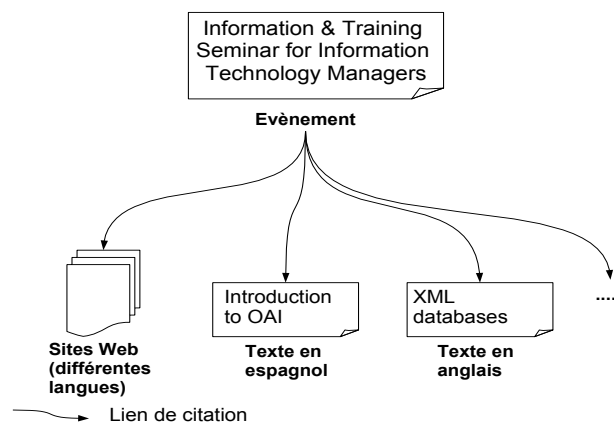 Information & Training
Seminar for Information
Technology Managers
Evènement
Introduction
to OAI
XML
databases
....
Sites Web
(différentes
langues)
Texte en
espagnol
Texte en
anglais
Lien de citation